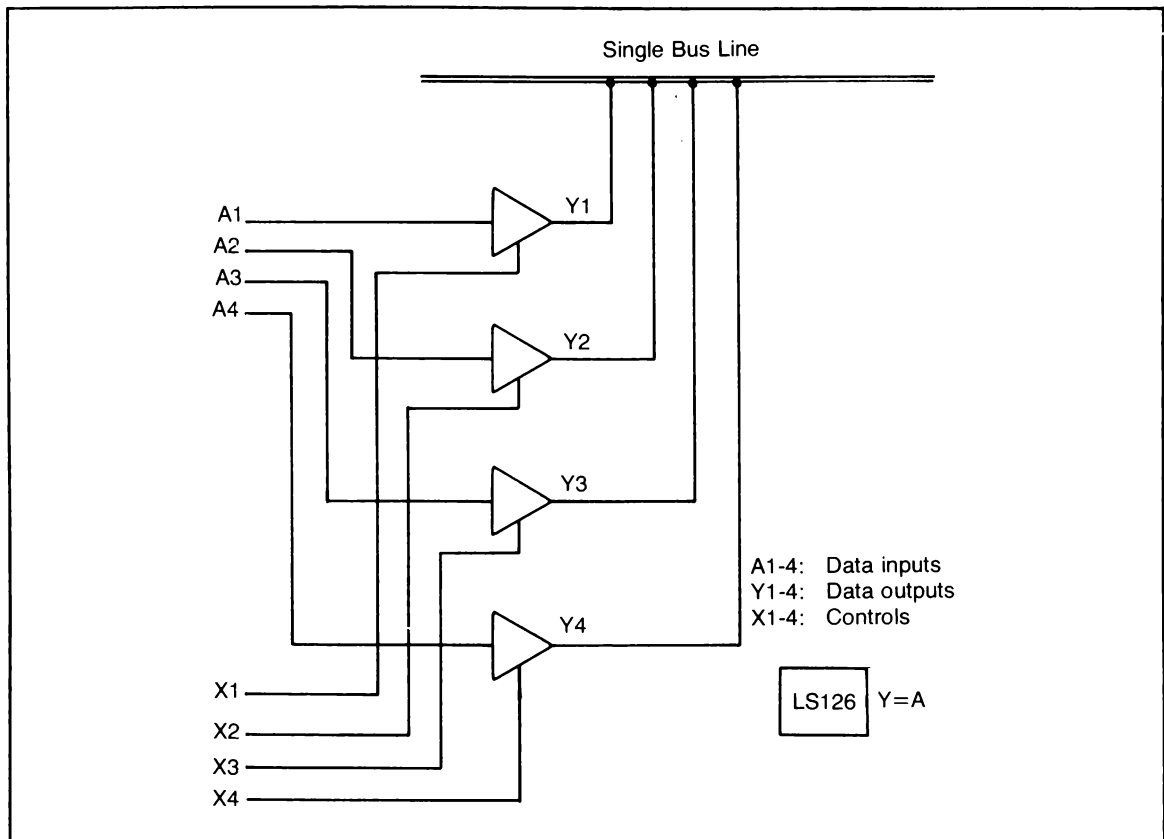 Single Bus Line
Y1
A1
A2
A3
A4
Y2
Y3
A1-4: Data inputs
Y1-4: Data outputs
X1-4: Controls
Y4
X1
LS126 Y=A
X2
X3
X4